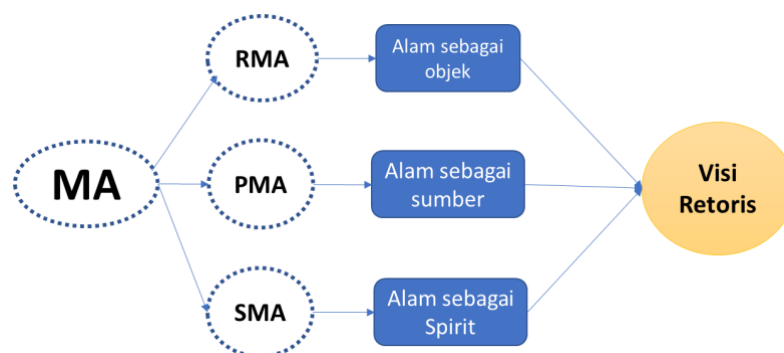 RMA
Alam sebagai
objek
MA
PMA
Alam sebagai
sumber
Visi
Retoris
SMA
Alam sebagai
Spirit